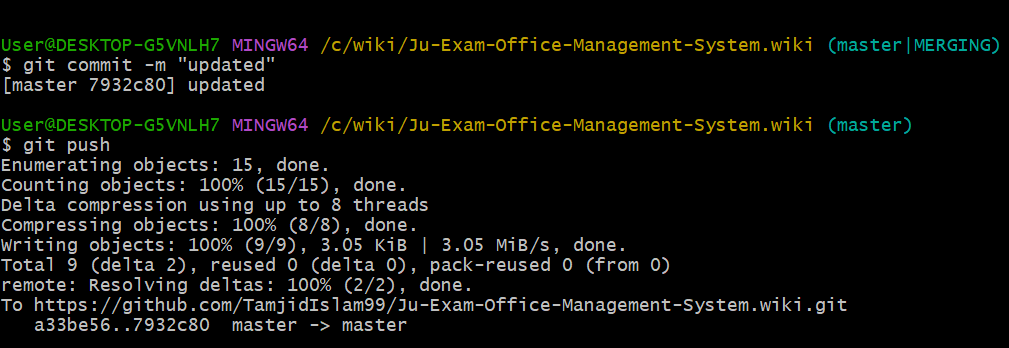 User@DESKTOP-G5VNLH7 MINGW64 /c/wiki/Ju-Exam-Office-Management-System.wiki (master|MERGING)
$ git commit -m "updated"
[master 7932c80] updated
User@DESKTOP-G5VNLH7 MINGW64 /c/wiki/Ju-Exam-Office-Management-System.wiki (master)
$ git push
Enumerating objects: 15, done.
Counting objects: 100% (15/15), done.
Delta compression using up to 8 threads
Compressing objects: 100% (8/8), done.
Writing objects: 100% (9/9), 3.05 KiB | 3.05 MiB/s, done.
Total 9 (delta 2), reused 0 (delta 0), pack-reused 0 (from 0)
remote: Resolving deltas: 100% (2/2), done.
To https://github.com/TamjidIslam99/Ju-Exam-Office-Management-System.wiki.git
   a33be56..7932c80  master -> master